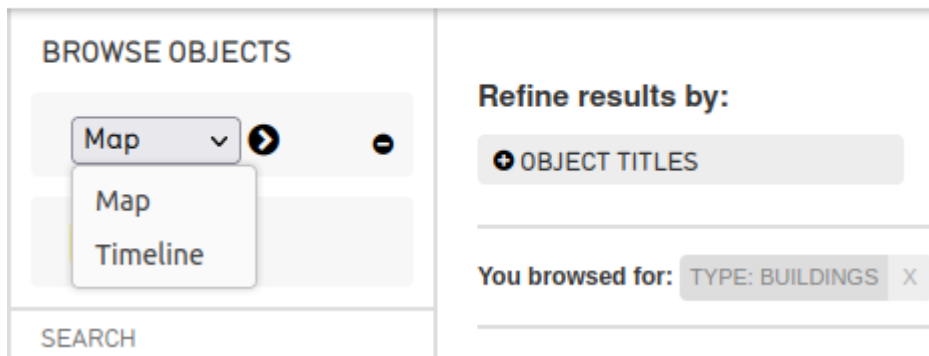 BROWSE OBJECTS
Map
Map
Timeline
SEARCH
Refine results by:
OBJECT TITLES
You browsed for: TYPE: BUILDINGS X